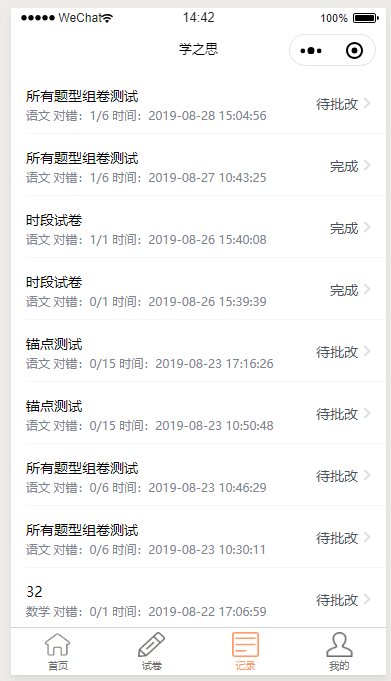 WeChat 14:42 100%
学之思
所有题型组卷测试
语文 对错：1/6 时间：2019-08-28 15:04:56
待批改
所有题型组卷测试
语文 对错：1/6 时间：2019-08-27 10:43:25
完成
时段试卷
语文 对错：1/1 时间：2019-08-26 15:40:08
完成
时段试卷
语文 对错：0/1 时间：2019-08-26 15:39:39
完成
锚点测试
语文 对错：0/15 时间：2019-08-23 17:16:26
待批改
锚点测试
语文 对错：0/15 时间：2019-08-23 10:50:48
待批改
所有题型组卷测试
语文 对错：0/6 时间：2019-08-23 10:46:29
待批改
所有题型组卷测试
语文 对错：0/6 时间：2019-08-23 10:30:11
待批改
32
数学 对错：0/1 时间：2019-08-22 17:06:59
待批改
首页 试卷 记录 我的